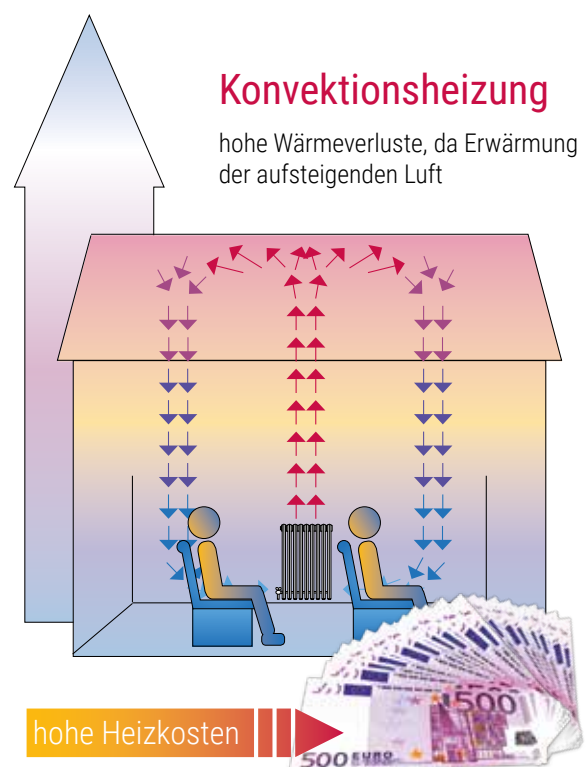 Konvektionsheizung
hohe Wärmeverluste, da Erwärmung
der aufsteigenden Luft
hohe Heizkosten
500
500 EURO